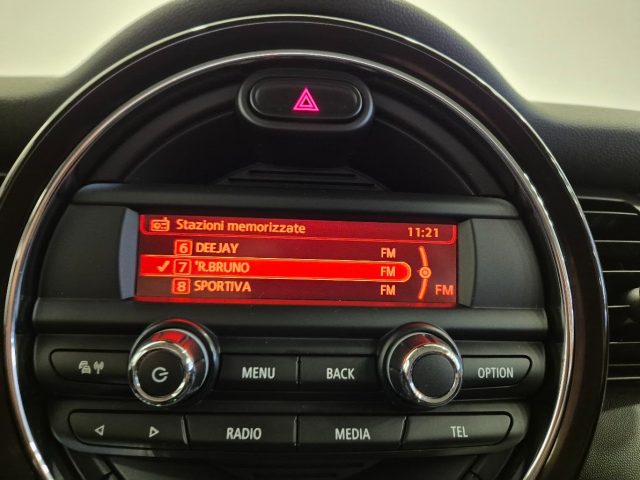 Stazioni memorizzate 11:21
6 DEEJAY FM
7 *R.BRUNO FM
8 SPORTIVA FM
FM
MENU BACK OPTION
RADIO MEDIA TEL